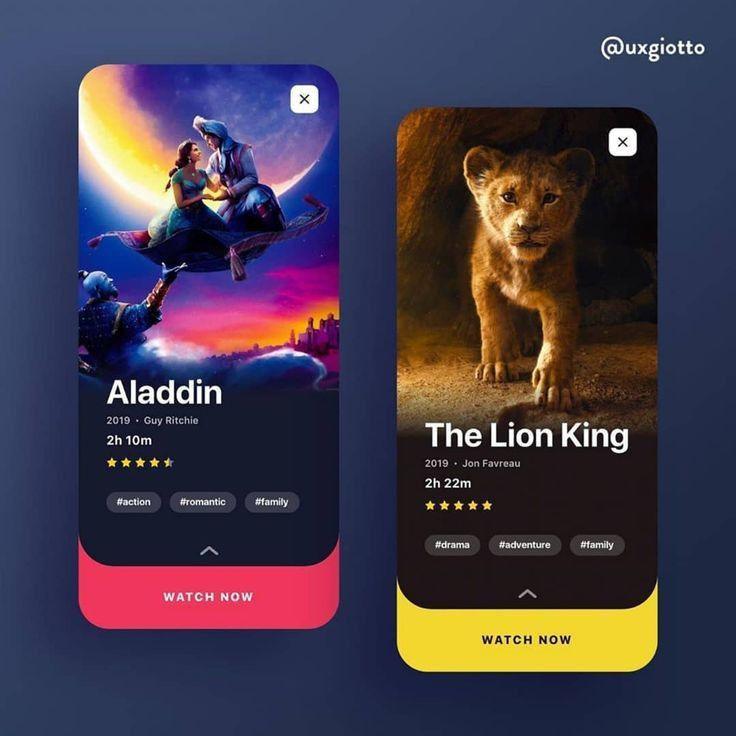 @uxgiotto
Aladdin
2019 • Guy Ritchie
2h 10m
#action #romantic #family
WATCH NOW
The Lion King
2019 • Jon Favreau
2h 22m
#drama #adventure #family
WATCH NOW